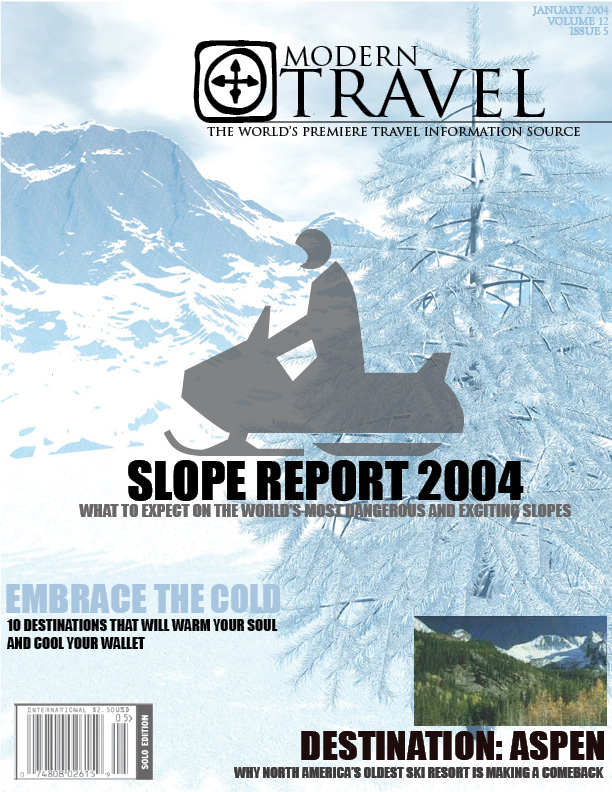 JANUARY 2004
VOLUME 12
ISSUE 5
MODERN
TRAVEL
THE WORLD'S PREMIERE TRAVEL INFORMATION SOURCE
SLOPE REPORT 2004
WHAT TO EXPECT ON THE WORLD'S MOST DANGEROUS AND EXCITING SLOPES
EMBRACE THE COLD
10 DESTINATIONS THAT WILL WARM YOUR SOUL
AND COOL YOUR WALLET
INTERNATIONAL $2.50USD
05>
SOLO EDITION
0 74808 02615 9
DESTINATION: ASPEN
WHY NORTH AMERICA'S OLDEST SKI RESORT IS MAKING A COMEBACK